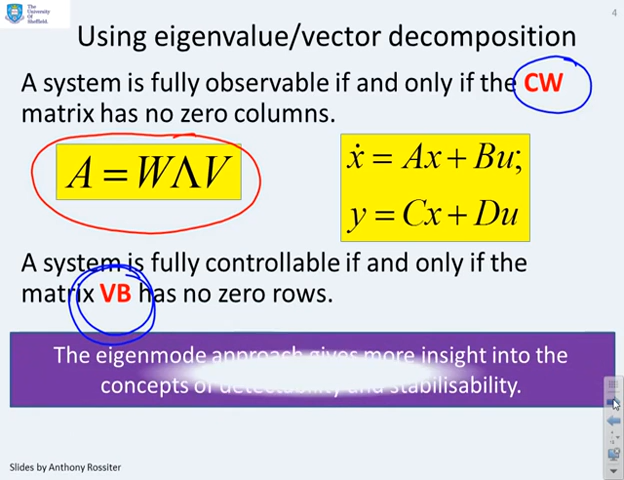 The
University
Of
Sheffield.
4
Using eigenvalue/vector decomposition
A system is fully observable if and only if the CW
matrix has no zero columns.
A = WΛV
ẋ = Ax + Bu;
y = Cx + Du
A system is fully controllable if and only if the
matrix VB has no zero rows.
The eigenmode approach gives more insight into the
concepts of detectability and stabilisability.
Slides by Anthony Rossiter